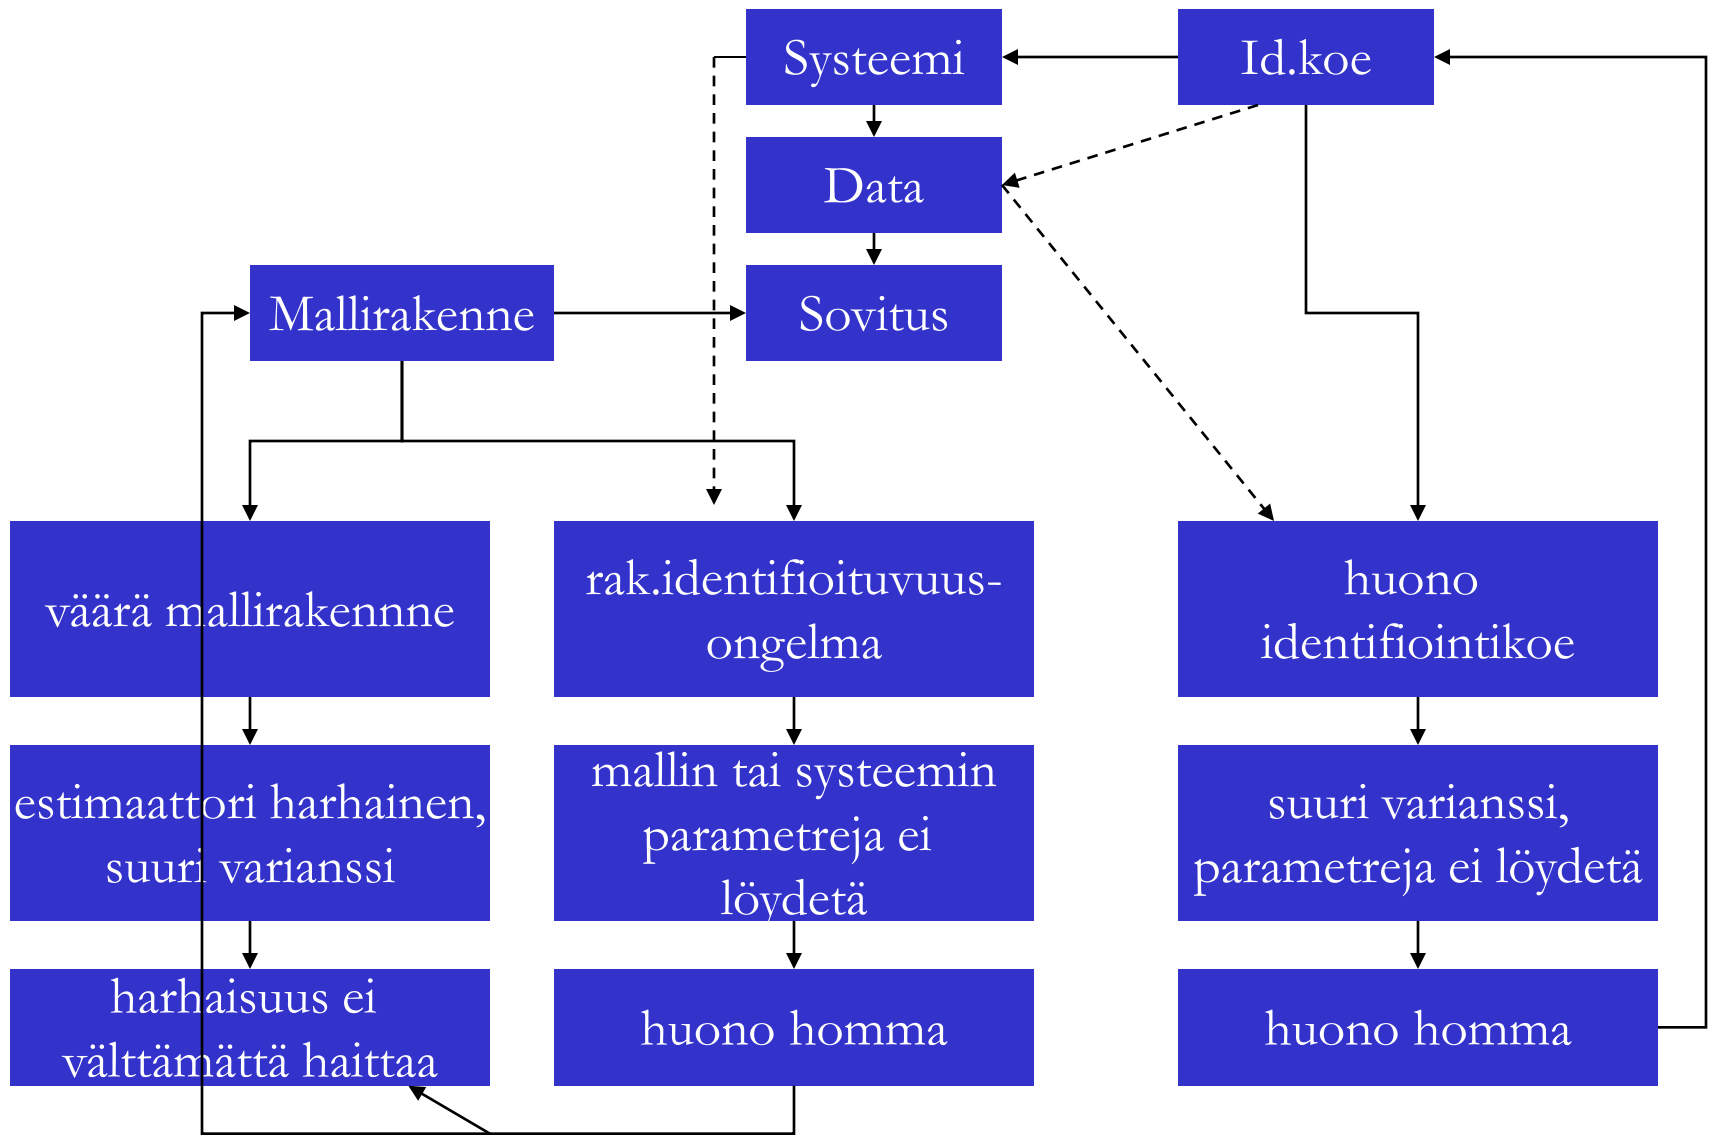 Systeemi
Id.koe
Data
Mallirakenne
Sovitus
väärä mallirakennne
rak.identifioituvuus-
ongelma
huono
identifiointikoe
estimaattori harhainen,
suuri varianssi
mallin tai systeemin
parametreja ei
löydetä
suuri varianssi,
parametreja ei löydetä
harhaisuus ei
välttämättä haittaa
huono homma
huono homma